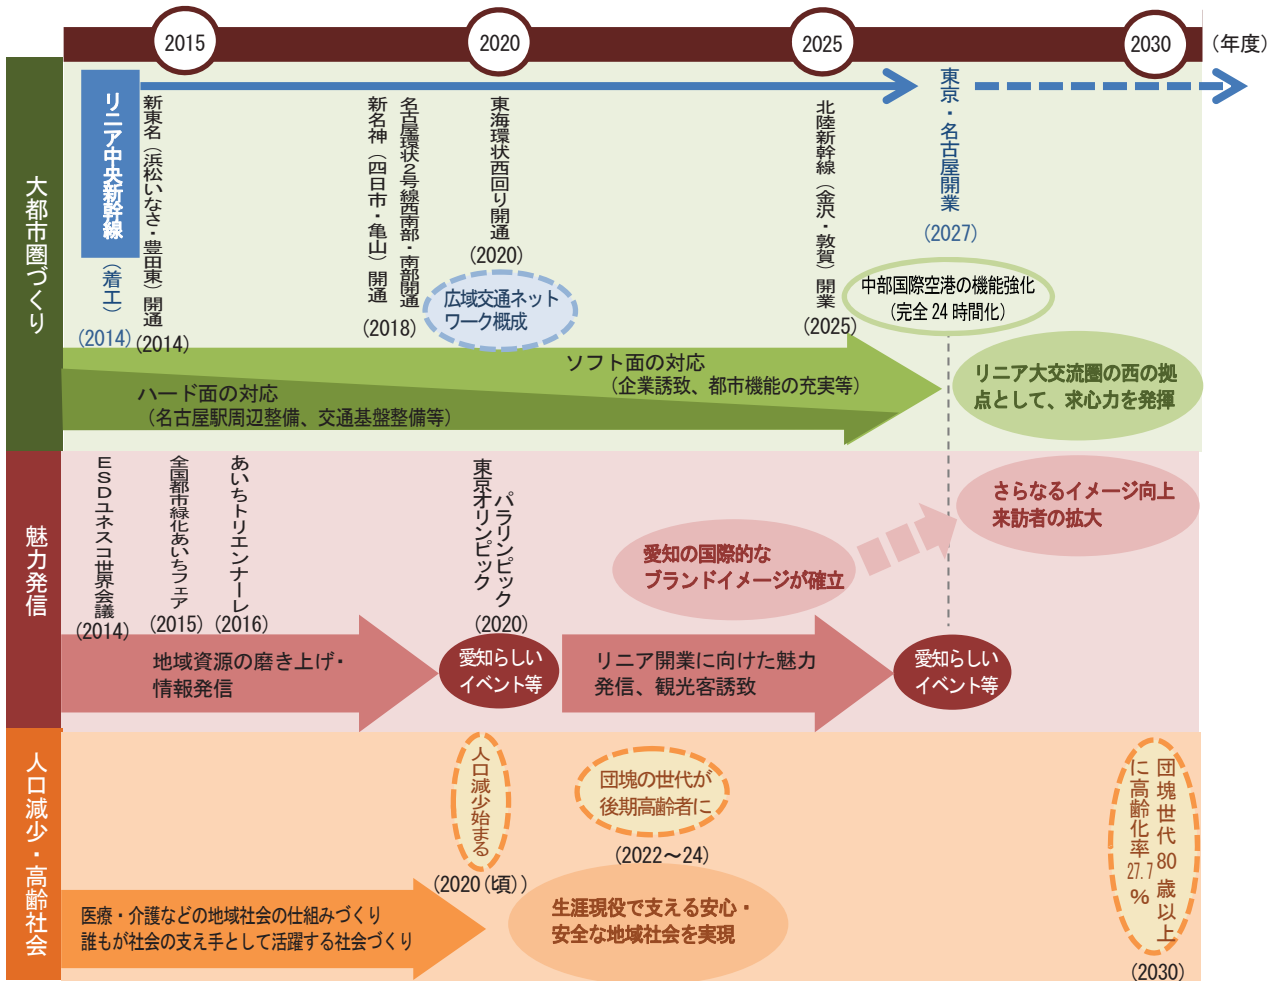 2015
2020
2025
2030
（年度）
大都市圏づくり
リニア中央新幹線
（着工）
(2014)
新東名（浜松いなさ・豊田東）開通
(2014)
新名神（四日市・亀山）開通
名古屋環状2号線西南部・南部開通
(2018)
東海環状西回り開通
(2020)
広域交通ネット
ワーク概成
北陸新幹線（金沢・敦賀）開業
(2025)
東京・名古屋開業
(2027)
中部国際空港の機能強化
（完全24時間化）
ソフト面の対応
（企業誘致、都市機能の充実等）
ハード面の対応
（名古屋駅周辺整備、交通基盤整備等）
リニア大交流圏の西の拠
点として、求心力を発揮
魅力発信
ESDユネスコ世界会議
(2014)
全国都市緑化あいちフェア
(2015)
あいちトリエンナーレ
(2016)
東京オリンピック
パラリンピック
(2020)
愛知の国際的な
ブランドイメージが確立
さらなるイメージ向上
来訪者の拡大
地域資源の磨き上げ・
情報発信
愛知らしい
イベント等
リニア開業に向けた魅力
発信、観光客誘致
愛知らしい
イベント等
人口減少・高齢社会
人口減少始まる
(2020(頃))
団塊の世代が
後期高齢者に
(2022～24)
医療・介護などの地域社会の仕組みづくり
誰もが社会の支え手として活躍する社会づくり
生涯現役で支える安心・
安全な地域社会を実現
団塊世代80歳以上
に高齢化率27.7%
(2030)